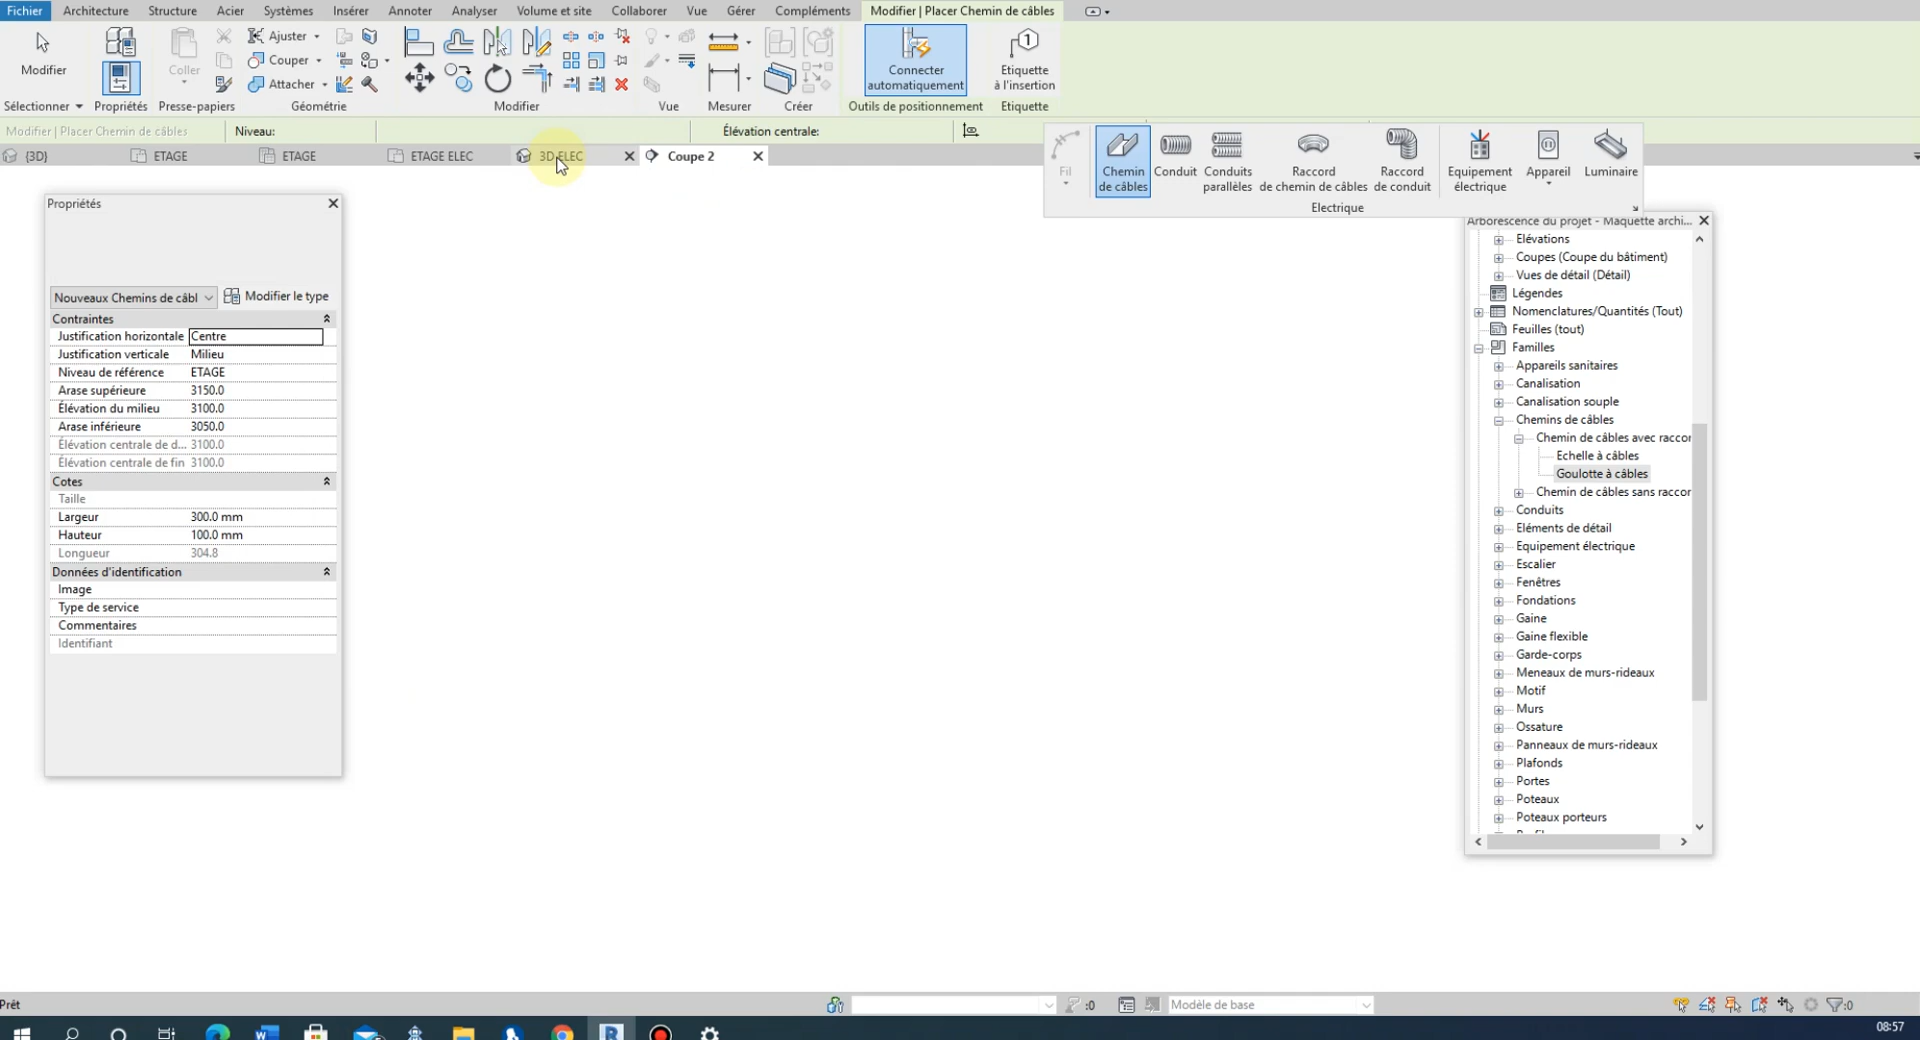 Fichier Architecture Structure Acier Systèmes Insérer Annoter Analyser Volume et site Collaborer Vue Gérer Compléments Modifier | Placer Chemin de câbles
Modifier Coller Ajuster Couper Attacher Connecter automatiquement Etiquette à l'insertion
Sélectionner Propriétés Presse-papiers Géométrie Modifier Vue Mesurer Créer Outils de positionnement Etiquette
Modifier | Placer Chemin de câbles Niveau: Élévation centrale:
{3D} ETAGE ETAGE ETAGE ELEC 3D ELEC Coupe 2
Fil Chemin de câbles Conduit Conduits parallèles Raccord de chemin de câbles Raccord de conduit Equipement électrique Appareil Luminaire
Electrique
Propriétés
Nouveaux Chemins de câbl Modifier le type
Contraintes
Justification horizontale Centre
Justification verticale Milieu
Niveau de référence ETAGE
Arase supérieure 3150.0
Élévation du milieu 3100.0
Arase inférieure 3050.0
Élévation centrale de d... 3100.0
Élévation centrale de fin 3100.0
Cotes
Taille
Largeur 300.0 mm
Hauteur 100.0 mm
Longueur 304.8
Données d'identification
Image
Type de service
Commentaires
Identifiant
Arborescence du projet - Maquette archi...
Elévations
Coupes (Coupe du bâtiment)
Vues de détail (Détail)
Légendes
Nomenclatures/Quantités (Tout)
Feuilles (tout)
Familles
Appareils sanitaires
Canalisation
Canalisation souple
Chemins de câbles
Chemin de câbles avec raccor
Echelle à câbles
Goulotte à câbles
Chemin de câbles sans raccor
Conduits
Eléments de détail
Equipement électrique
Escalier
Fenêtres
Fondations
Gaine
Gaine flexible
Garde-corps
Meneaux de murs-rideaux
Motif
Murs
Ossature
Panneaux de murs-rideaux
Plafonds
Portes
Poteaux
Poteaux porteurs
Prêt :0 Modèle de base :0
08:57